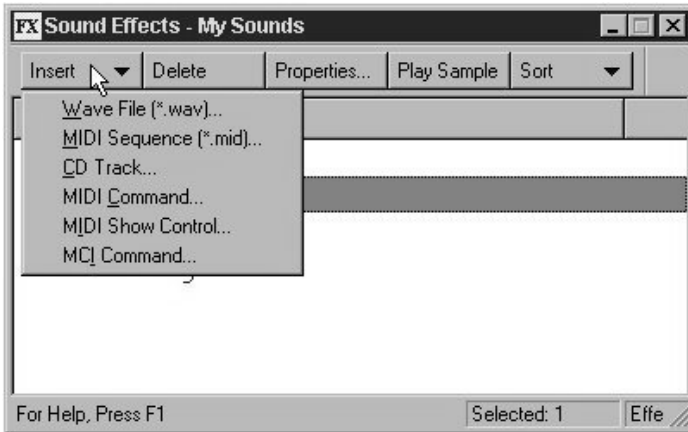 FX Sound Effects - My Sounds
Insert Delete Properties... Play Sample Sort
Wave File (*.wav)...
MIDI Sequence (*.mid)...
CD Track...
MIDI Command...
MIDI Show Control...
MCI Command...
For Help, Press F1 Selected: 1 Effe